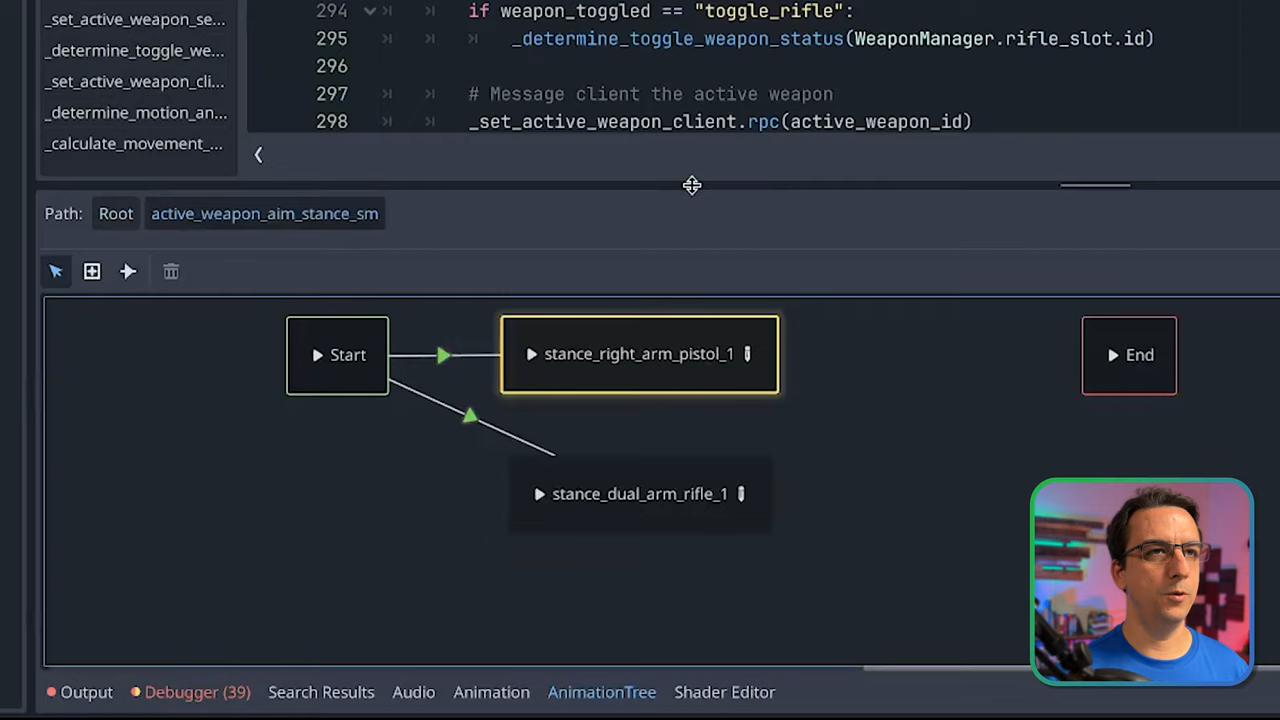 _set_active_weapon_se...
_determine_toggle_we...
_set_active_weapon_cli...
_determine_motion_an...
_calculate_movement_...
294 if weapon_toggled == "toggle_rifle":
295 _determine_toggle_weapon_status(WeaponManager.rifle_slot.id)
296
297 # Message client the active weapon
298 _set_active_weapon_client.rpc(active_weapon_id)
Path: Root active_weapon_aim_stance_sm
Start
stance_right_arm_pistol_1
End
stance_dual_arm_rifle_1
Output Debugger (39) Search Results Audio Animation AnimationTree Shader Editor